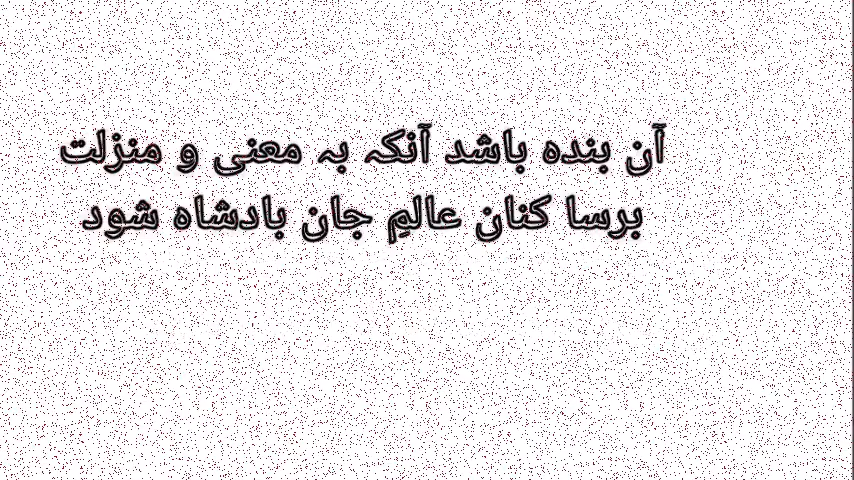 آن بنده باشد آنکه به معنی و منزلت
برسا کنان عالمِ جان بادشاه شود